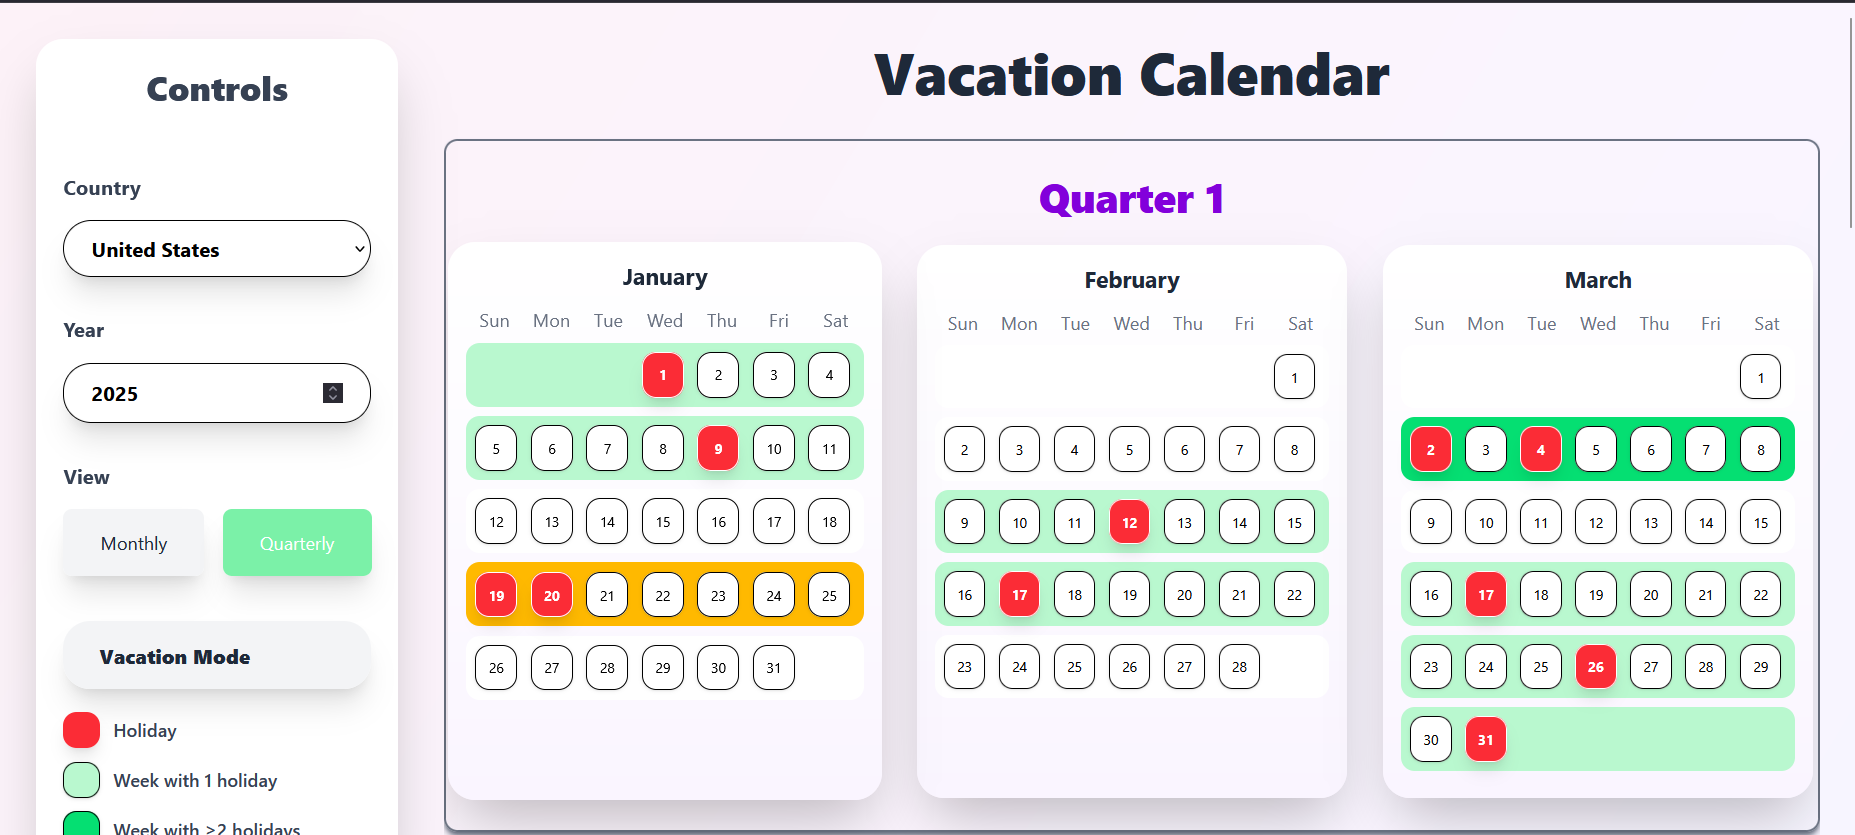 Controls
Country
United States
Year
2025
View
Monthly
Quarterly
Vacation Mode
Holiday
Week with 1 holiday
Week with >2 holidays
Vacation Calendar
Quarter 1
January
Sun Mon Tue Wed Thu Fri Sat
1 2 3 4
5 6 7 8 9 10 11
12 13 14 15 16 17 18
19 20 21 22 23 24 25
26 27 28 29 30 31
February
Sun Mon Tue Wed Thu Fri Sat
1
2 3 4 5 6 7 8
9 10 11 12 13 14 15
16 17 18 19 20 21 22
23 24 25 26 27 28
March
Sun Mon Tue Wed Thu Fri Sat
1
2 3 4 5 6 7 8
9 10 11 12 13 14 15
16 17 18 19 20 21 22
23 24 25 26 27 28 29
30 31